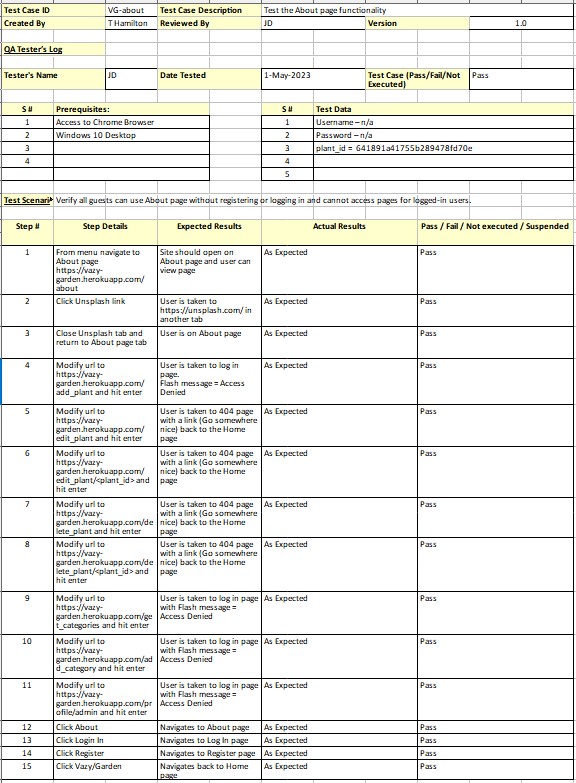 Test Case ID VG-about Test Case Description Test the About page functionality
Created By T Hamilton Reviewed By JD Version 1.0
QA Tester's Log
Tester's Name JD Date Tested 1-May-2023 Test Case (Pass/Fail/Not
Executed) Pass
S # Prerequisites: S # Test Data
1 Access to Chrome Browser 1 Username – n/a
2 Windows 10 Desktop 2 Password – n/a
3 3 plant_id = 641891a41755b289478fd70e
4 4
5
Test Scenari Verify all guests can use About page without registering or logging in and cannot access pages for logged-in users.
Step # Step Details Expected Results Actual Results Pass / Fail / Not executed / Suspended
1 From menu navigate to Site should open on As Expected Pass
About page About page and user can
https://vazy- view page
garden.herokuapp.com/
about
2 Click Unsplash link User is taken to As Expected Pass
https://unsplash.com/ in
another tab
3 Close Unsplash tab and User is on About page As Expected Pass
return to About page tab
4 Modify url to User is taken to log in As Expected Pass
https://vazy- page.
garden.herokuapp.com/ Flash message = Access
add_plant and hit enter Denied
5 Modify url to User is taken to 404 page As Expected Pass
https://vazy- with a link (Go somewhere
garden.herokuapp.com/ nice) back to the Home
edit_plant and hit enter page
6 Modify url to User is taken to 404 page As Expected Pass
https://vazy- with a link (Go somewhere
garden.herokuapp.com/ nice) back to the Home
edit_plant/<plant_id> and page
hit enter
7 Modify url to User is taken to 404 page As Expected Pass
https://vazy- with a link (Go somewhere
garden.herokuapp.com/de nice) back to the Home
lete_plant and hit enter page
8 Modify url to User is taken to 404 page As Expected Pass
https://vazy- with a link (Go somewhere
garden.herokuapp.com/de nice) back to the Home
lete_plant/<plant_id> and page
hit enter
9 Modify url to User is taken to log in page As Expected Pass
https://vazy- with Flash message =
garden.herokuapp.com/ge Access Denied
t_categories and hit enter
10 Modify url to User is taken to log in page As Expected Pass
https://vazy- with Flash message =
garden.herokuapp.com/ad Access Denied
d_category and hit enter
11 Modify url to User is taken to log in page As Expected Pass
https://vazy- with Flash message =
garden.herokuapp.com/pr Access Denied
ofile/admin and hit enter
12 Click About Navigates to About page As Expected Pass
13 Click Login In Navigates to Log In page As Expected Pass
14 Click Register Navigates to Register page As Expected Pass
15 Click Vazy/Garden Navigates back to Home As Expected Pass
page